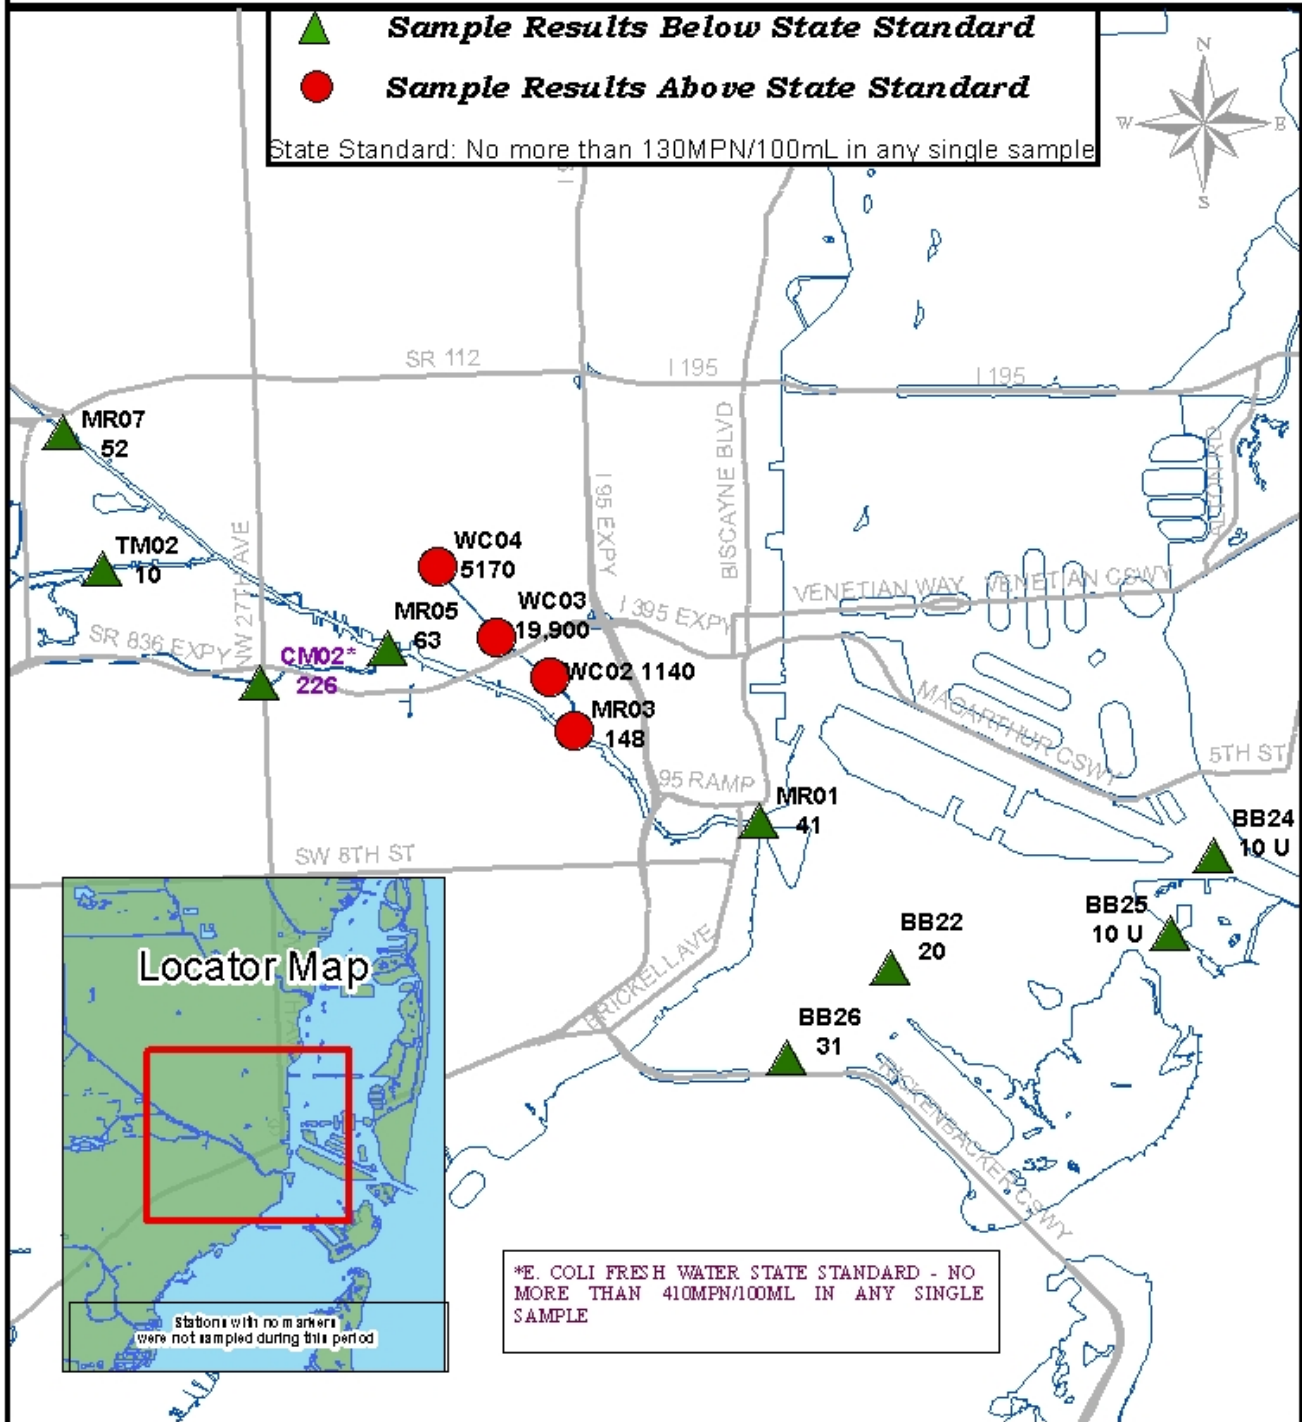 Sample Results Below State Standard
Sample Results Above State Standard
State Standard: No more than 130MPN/100mL in any single sample
N
W
E
S
SR 112
I 195
I 195
MR07
52
BISCAYNE BLVD
ALTON RD
I 95 EXPY
NW 27TH AVE
TM02
10
WC04
5170
WC03
19,900
MR05
63
I 395 EXPY
VENETIAN WAY
VENETIAN CSWY
SR 836 EXPY
CM02*
226
WC02 1140
MR03
148
MACARTHUR CSWY
5TH ST
95 RAMP
MR01
41
BB24
10 U
SW 8TH ST
BB25
10 U
BB22
20
BRICKELL AVE
BB26
31
RICKENBACKER CSWY
Locator Map
Stations with no markers
were not sampled during this period
*E. COLI FRESH WATER STATE STANDARD - NO
MORE THAN 410MPN/100ML IN ANY SINGLE
SAMPLE